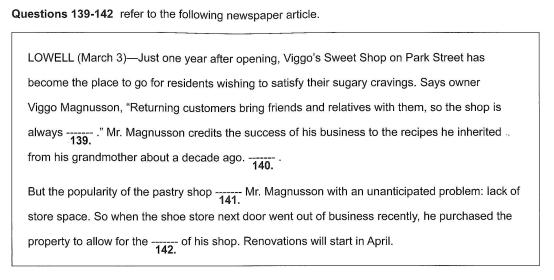 Questions 139-142 refer to the following newspaper article.
LOWELL (March 3)—Just one year after opening, Viggo's Sweet Shop on Park Street has
become the place to go for residents wishing to satisfy their sugary cravings. Says owner
Viggo Magnusson, “Returning customers bring friends and relatives with them, so the shop is
always ------- .” Mr. Magnusson credits the success of his business to the recipes he inherited
139.
from his grandmother about a decade ago. ------- .
140.
But the popularity of the pastry shop ------- Mr. Magnusson with an unanticipated problem: lack of
141.
store space. So when the shoe store next door went out of business recently, he purchased the
property to allow for the ------- of his shop. Renovations will start in April.
142.